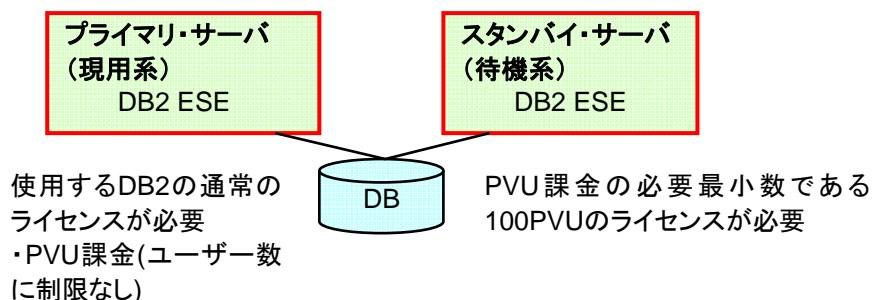 プライマリ・サーバ
(現用系)
DB2 ESE
スタンバイ・サーバ
(待機系)
DB2 ESE
DB
使用するDB2の通常の
ライセンスが必要
・PVU課金(ユーザー数
に制限なし)
PVU課金の必要最小数である
100PVUのライセンスが必要